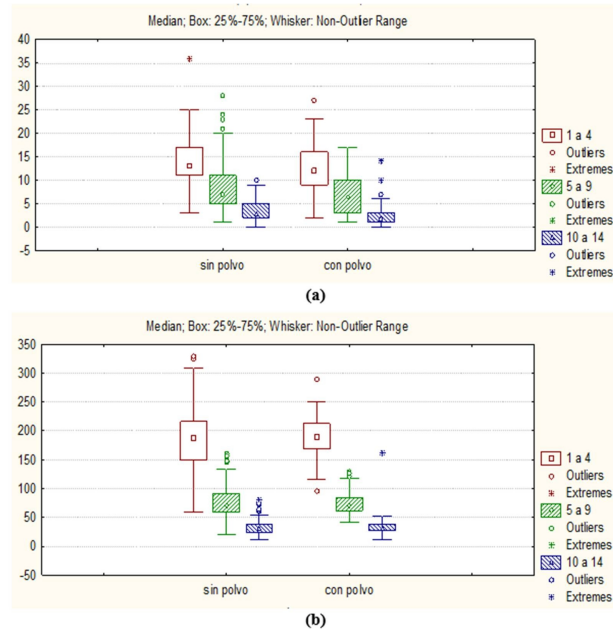 Median; Box: 25%-75%; Whisker: Non-Outlier Range
40
35
30
25
20
15
10
5
0
-5
sin polvo con polvo
1 a 4
Outliers
Extremes
5 a 9
Outliers
Extremes
10 a 14
Outliers
Extremes
(a)
Median; Box: 25%-75%; Whisker: Non-Outlier Range
350
300
250
200
150
100
50
0
-50
sin polvo con polvo
1 a 4
Outliers
Extremes
5 a 9
Outliers
Extremes
10 a 14
Outliers
Extremes
(b)